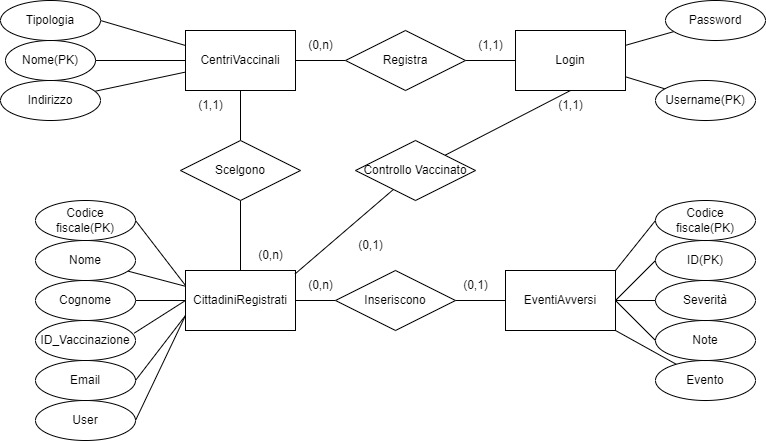 Tipologia
Nome(PK)
Indirizzo
CentriVaccinali
(0,n)
Registra
(1,1)
Login
Password
Username(PK)
(1,1)
(1,1)
Scelgono
Controllo Vaccinato
(0,n)
(0,1)
Codice
fiscale(PK)
Nome
Cognome
ID_Vaccinazione
Email
User
CittadiniRegistrati
(0,n)
Inseriscono
(0,1)
EventiAvversi
Codice
fiscale(PK)
ID(PK)
Severità
Note
Evento